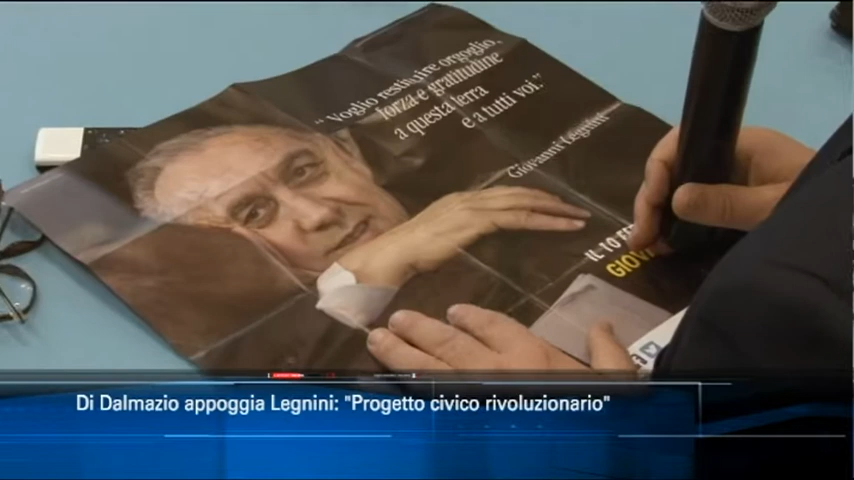 “ Voglio restituire orgoglio,
forza e gratitudine
a questa terra
e a tutti voi.”
Giovanni Legnini
IL 10 FE
GIOV
Di Dalmazio appoggia Legnini: "Progetto civico rivoluzionario"